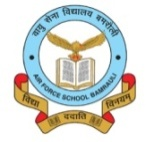 वायु सेना विद्यालय बमरौली
AIR FORCE SCHOOL BAMRAULI
विद्या ददाति विनयम्